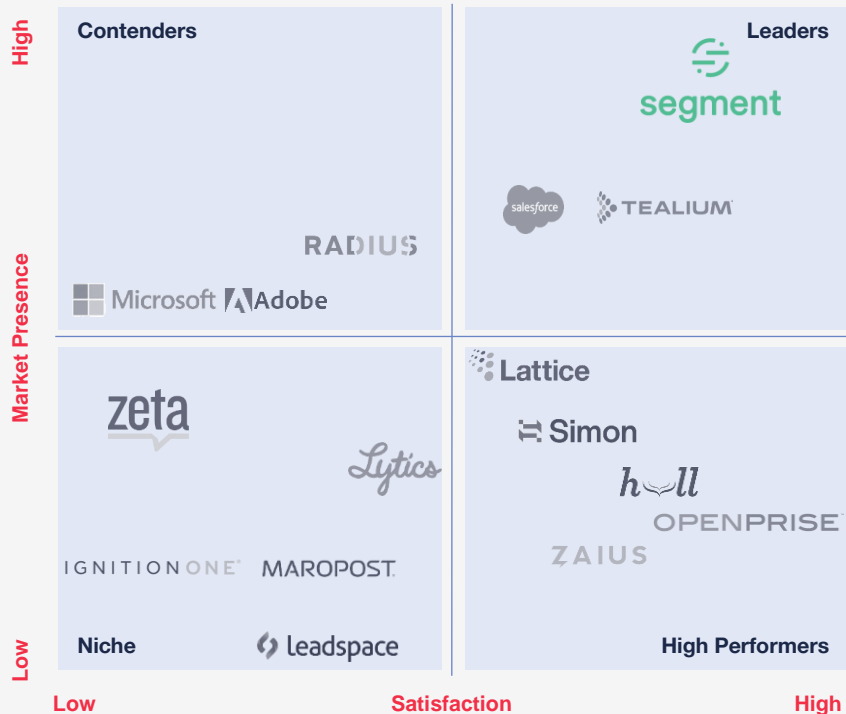 High
Contenders
Leaders
segment
salesforce
TEALIUM
RADIUS
Microsoft
Adobe
Market Presence
Lattice
zeta
Simon
Lytics
hull
OPENPRISE
ZAIUS
IGNITIONONE
MAROPOST
Low
Niche
leadspace
High Performers
Low
Satisfaction
High